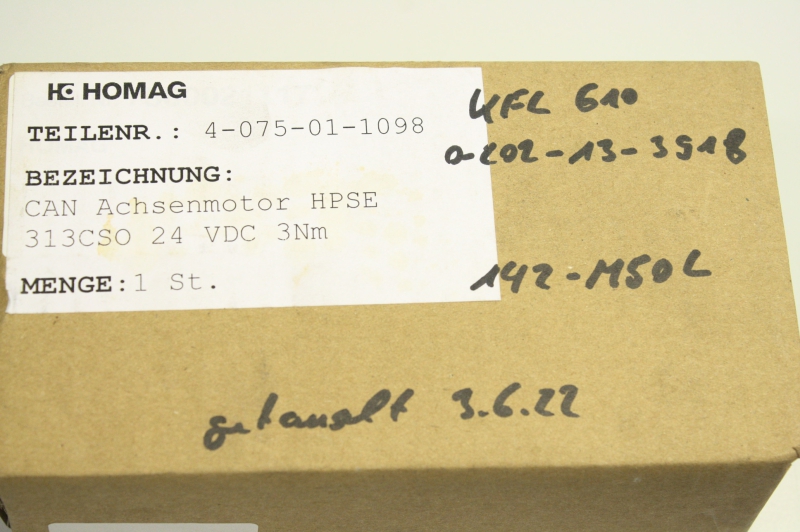 HOMAG
TEILENR.: 4-075-01-1098
BEZEICHNUNG:
CAN Achsenmotor HPSE
313CSO 24 VDC 3Nm
MENGE: 1 St.
KFL 610
0-202-13-3918
142-M50L
getauscht 3.6.22